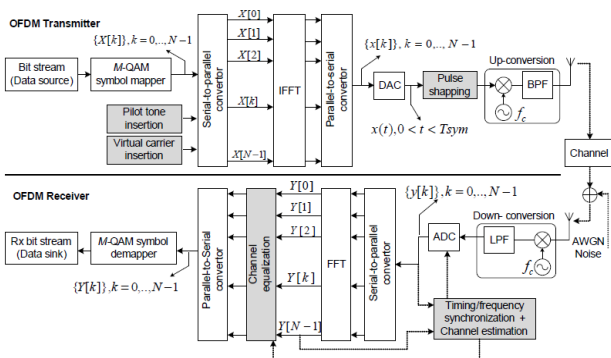 OFDM Transmitter
{X[k]}, k = 0,.., N-1
Bit stream
(Data source)
M-QAM
symbol mapper
Pilot tone
insertion
Virtual carrier
insertion
Serial-to-parallel
convertor
X[0]
X[1]
X[2]
X[k]
X[N-1]
IFFT
Parallel-to-serial
convertor
{x[k]}, k = 0,.., N-1
DAC
x(t), 0 < t < Tsym
Pulse
shapping
Up-conversion
BPF
f_c
Channel
OFDM Receiver
Rx bit stream
(Data sink)
M-QAM symbol
demapper
{Y[k]}, k = 0,.., N-1
Parallel-to-Serial
convertor
Channel
equalization
Y[0]
Y[1]
Y[2]
Y[k]
Y[N-1]
FFT
Serial-to-parallel
convertor
{y[k]}, k = 0,.., N-1
ADC
Down- conversion
LPF
f_c
AWGN
Noise
Timing/frequency
synchronization +
Channel estimation